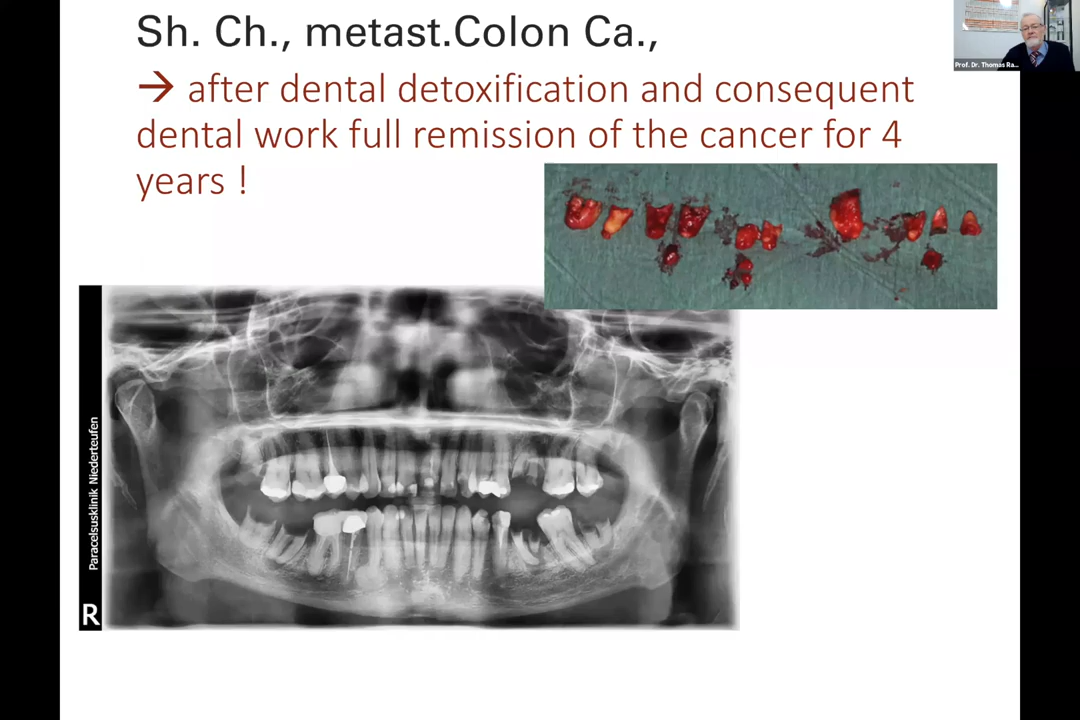 Sh. Ch., metast.Colon Ca.,
→ after dental detoxification and consequent
dental work full remission of the cancer for 4
years !
Prof. Dr. Thomas Ra...
Paracelsusklinik Niederteufen
R